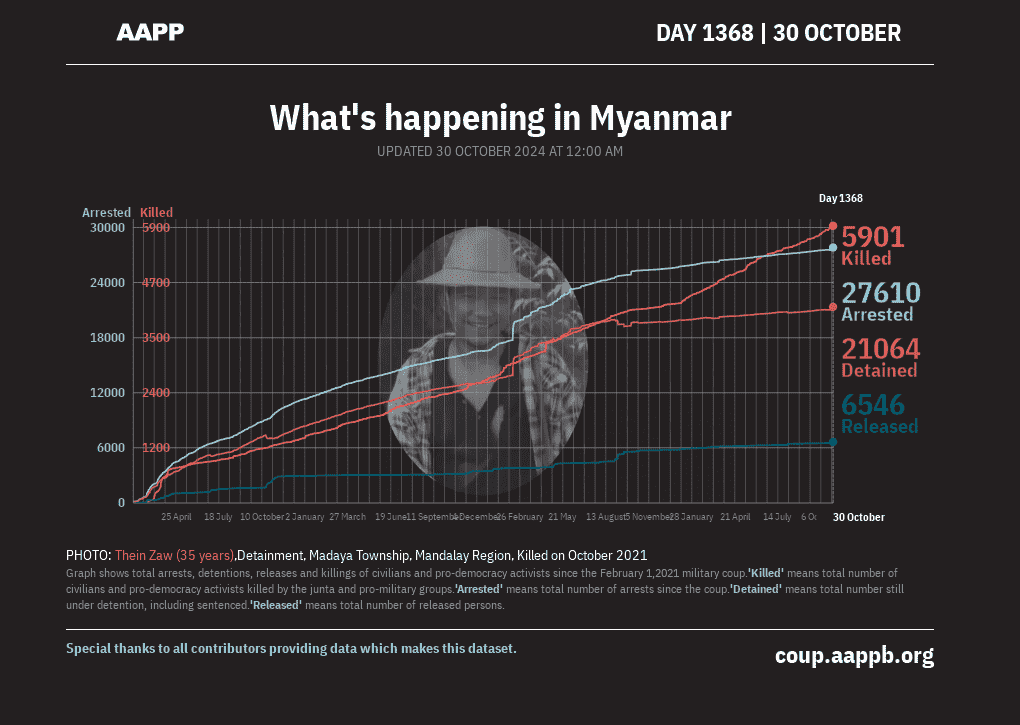 AAPP
DAY 1368 | 30 OCTOBER
What's happening in Myanmar
UPDATED 30 OCTOBER 2024 AT 12:00 AM
Day 1368
Arrested Killed
30000 5900
24000 4700
18000 3500
12000 2400
6000 1200
0
5901
Killed
27610
Arrested
21064
Detained
6546
Released
25 April 18 July 10 October 2 January 27 March 19 June 11 September 4 December 26 February 21 May 13 August 5 November 28 January 21 April 14 July 6 Oc 30 October
PHOTO: Thein Zaw (35 years),Detainment, Madaya Township, Mandalay Region, Killed on October 2021
Graph shows total arrests, detentions, releases and killings of civilians and pro-democracy activists since the February 1,2021 military coup.'Killed' means total number of
civilians and pro-democracy activists killed by the junta and pro-military groups.'Arrested' means total number of arrests since the coup.'Detained' means total number still
under detention, including sentenced.'Released' means total number of released persons.
Special thanks to all contributors providing data which makes this dataset.
coup.aappb.org